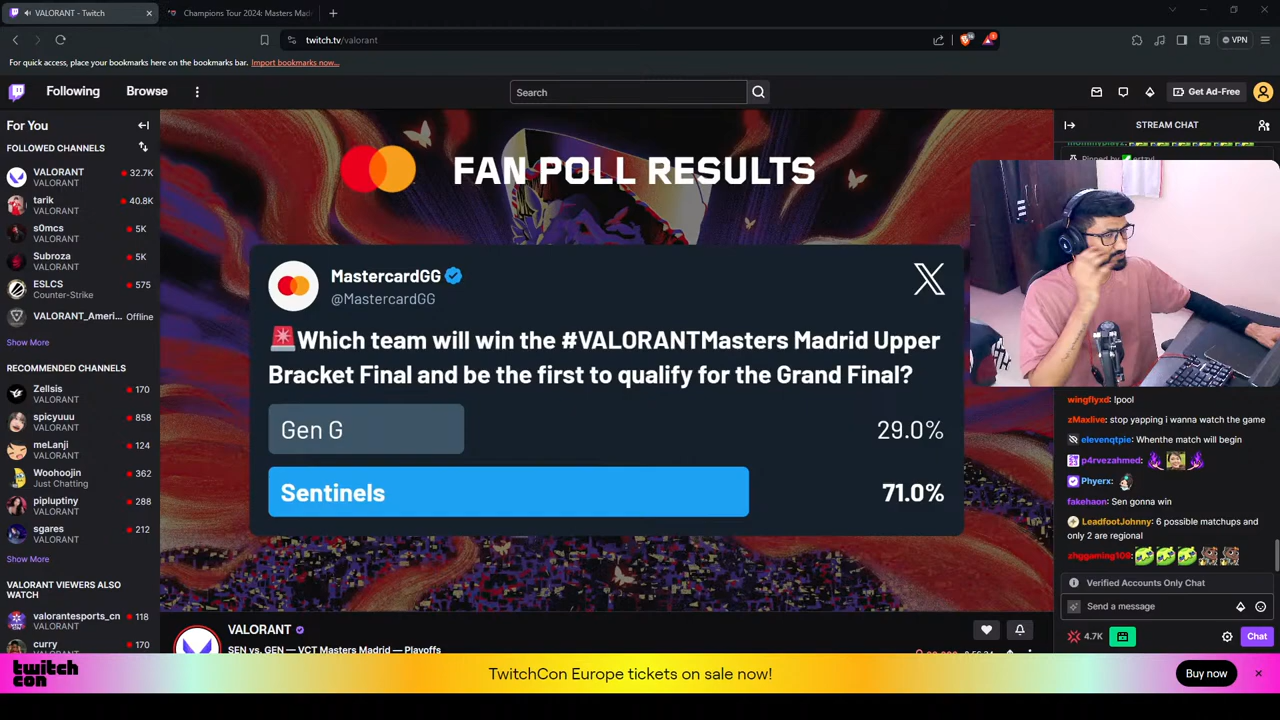 VALORANT - Twitch
Champions Tour 2024: Masters Mad
twitch.tv/valorant
VPN
For quick access, place your bookmarks here on the bookmarks bar. Import bookmarks now...
Following
Browse
Search
Get Ad-Free
For You
FOLLOWED CHANNELS
VALORANT
VALORANT
32.7K
tarik
VALORANT
40.8K
s0mcs
VALORANT
5K
Subroza
VALORANT
5K
ESLCS
Counter-Strike
575
VALORANT_Ameri... Offline
Show More
RECOMMENDED CHANNELS
Zellsis
VALORANT
170
spicyuuu
VALORANT
858
meLanji
VALORANT
124
Woohoojin
Just Chatting
362
pipluptiny
VALORANT
288
sgares
VALORANT
212
Show More
VALORANT VIEWERS ALSO
WATCH
valorantesports_cn
VALORANT
118
curry
170
FAN POLL RESULTS
MastercardGG
@MastercardGG
X
🚨Which team will win the #VALORANTMasters Madrid Upper
Bracket Final and be the first to qualify for the Grand Final?
Gen G 29.0%
Sentinels 71.0%
VALORANT
SEN vs. GEN — VCT Masters Madrid — Playoffs
STREAM CHAT
wingflyxd: !pool
zMaxlive: stop yapping i wanna watch the game
elevenqtpie: Whenthe match will begin
p4rvezahmed:
Phyerx:
fakehaon: Sen gonna win
LeadfootJohnny: 6 possible matchups and
only 2 are regional
zhggaming108:
Verified Accounts Only Chat
Send a message
4.7K
Chat
twitch
con
TwitchCon Europe tickets on sale now!
Buy now